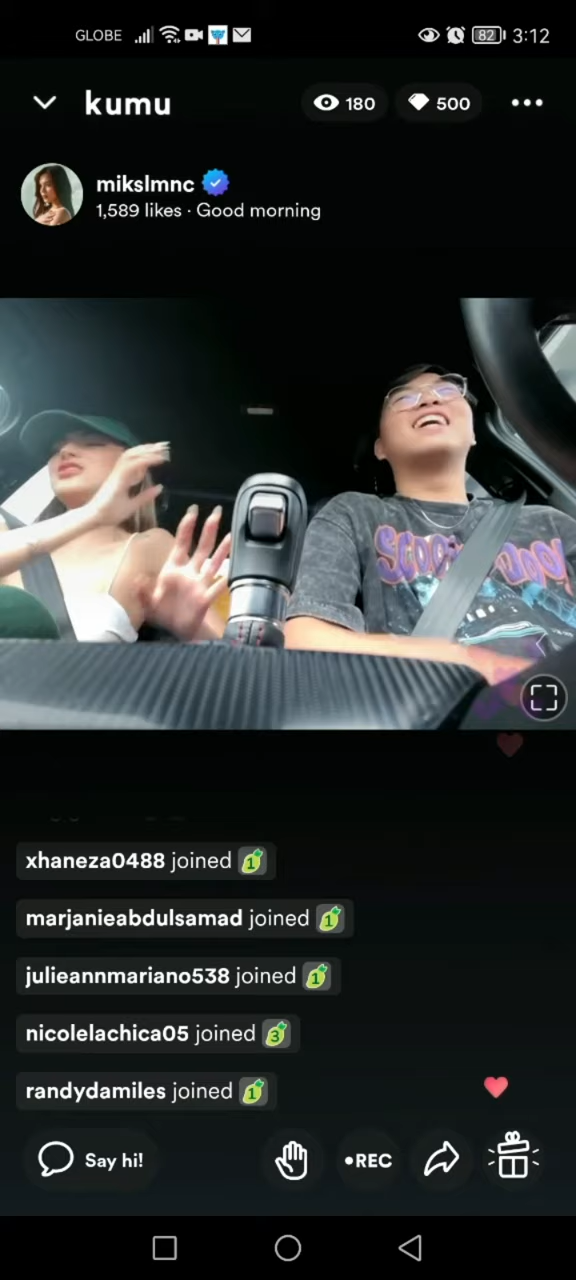 GLOBE 82 3:12
kumu 180 500
mikslmnc
1,589 likes · Good morning
xhaneza0488 joined 1
marjanieabdulsamad joined 1
julieannmariano538 joined 1
nicolelachica05 joined 3
randydamiles joined 1
Say hi! •REC